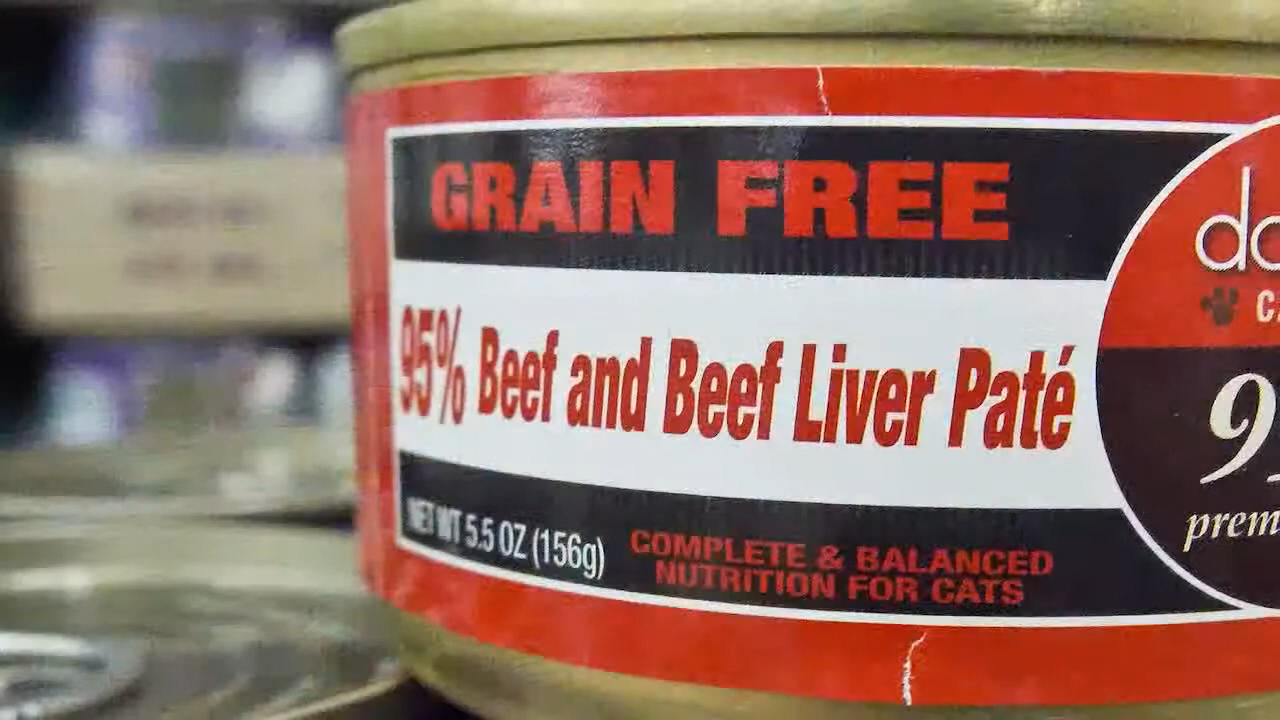 GRAIN FREE
95% Beef and Beef Liver Paté
NET WT 5.5 OZ (156g)
COMPLETE & BALANCED
NUTRITION FOR CATS